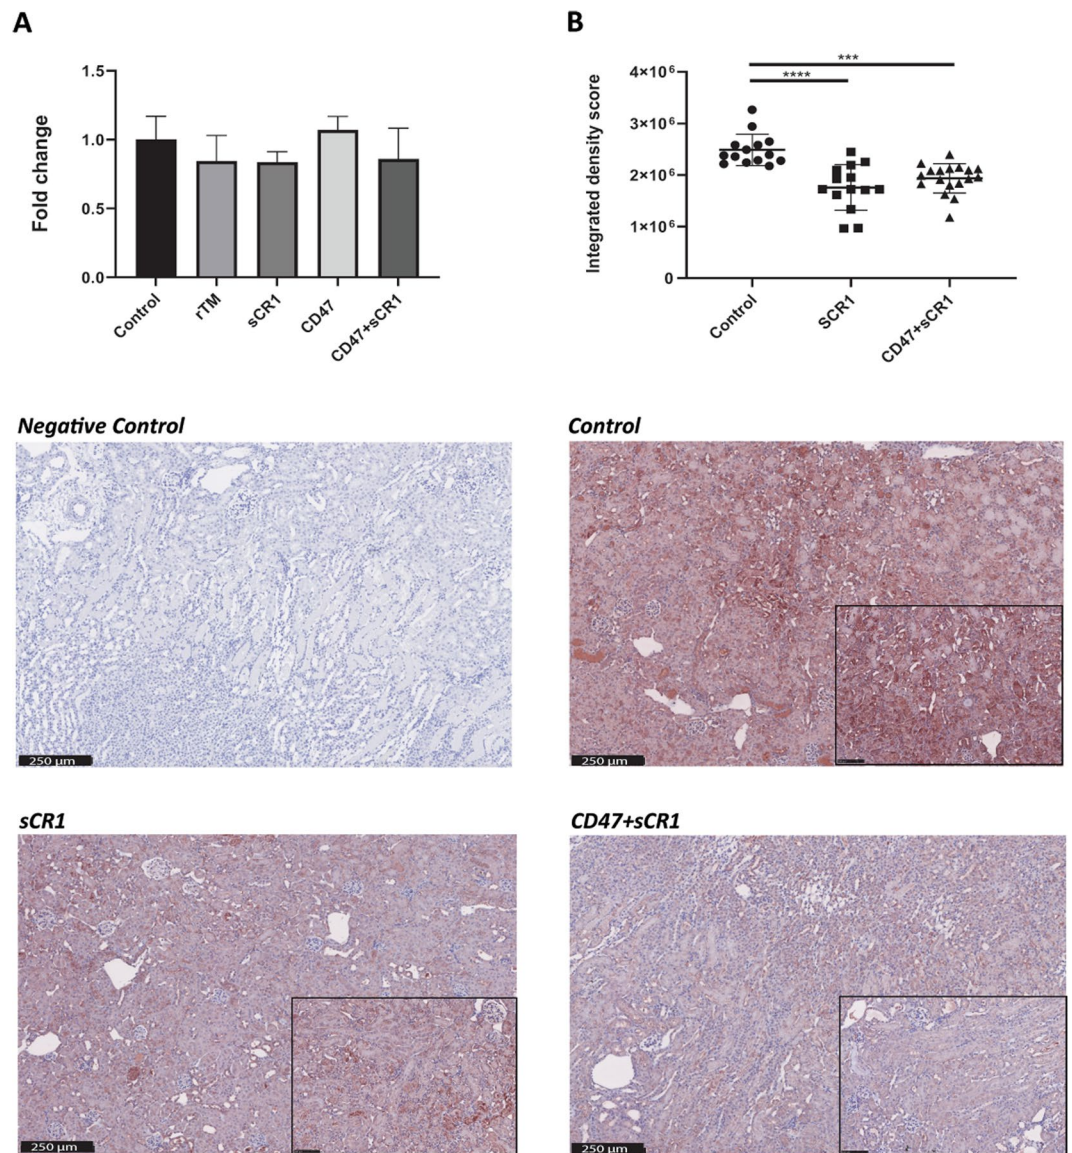 A
Fold change
1.5
1.0
0.5
0.0
Control
rTM
sCR1
CD47
CD47+sCR1
B
Integrated density score
4×10⁶
3×10⁶
2×10⁶
1×10⁶
0
***
****
Control
SCR1
CD47+sCR1
Negative Control
250 µm
Control
250 µm
sCR1
250 µm
CD47+sCR1
250 µm